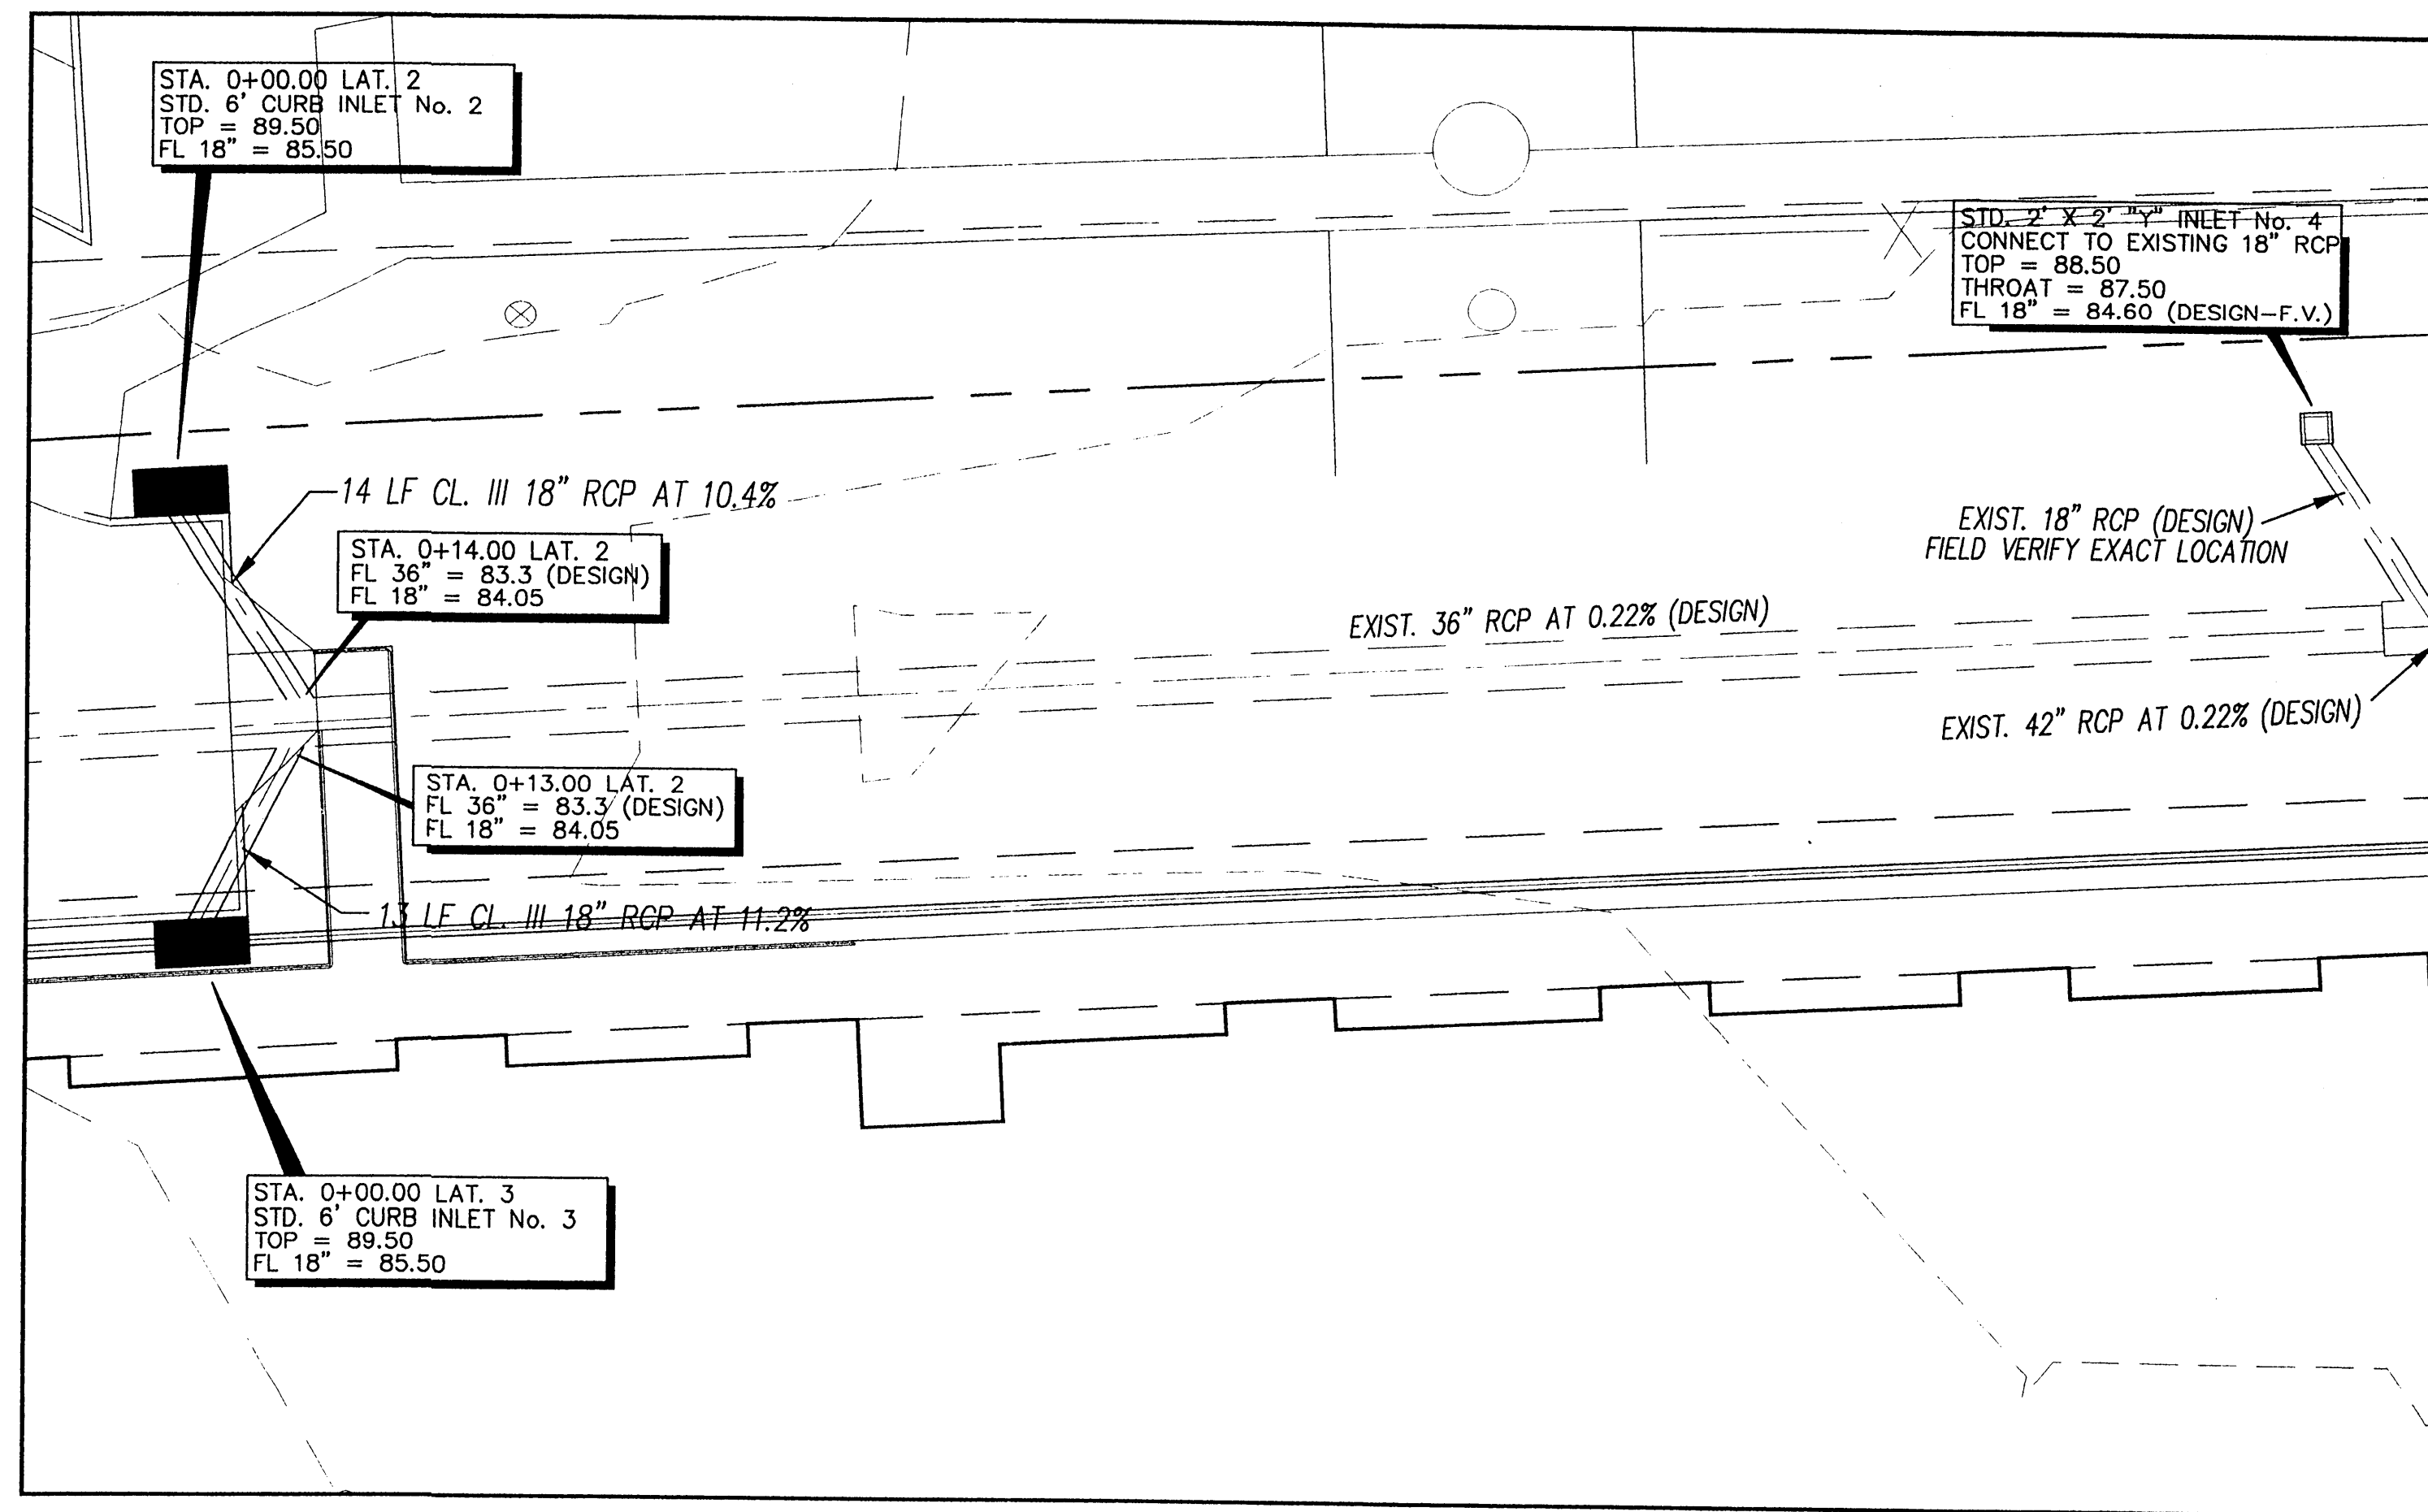 STA. 0+00.00 LAT. 2
STD. 6' CURB INLET No. 2
TOP = 89.50
FL 18" = 85.50
STD. 2' X 2' "Y" INLET No. 4
CONNECT TO EXISTING 18" RCP
TOP = 88.50
THROAT = 87.50
FL 18" = 84.60 (DESIGN-F.V.)
14 LF CL. III 18" RCP AT 10.4%
STA. 0+14.00 LAT. 2
FL 36" = 83.3 (DESIGN)
FL 18" = 84.05
EXIST. 18" RCP (DESIGN)
FIELD VERIFY EXACT LOCATION
EXIST. 36" RCP AT 0.22% (DESIGN)
EXIST. 42" RCP AT 0.22% (DESIGN)
STA. 0+13.00 LAT. 2
FL 36" = 83.3 (DESIGN)
FL 18" = 84.05
13 LF CL. III 18" RCP AT 11.2%
STA. 0+00.00 LAT. 3
STD. 6' CURB INLET No. 3
TOP = 89.50
FL 18" = 85.50